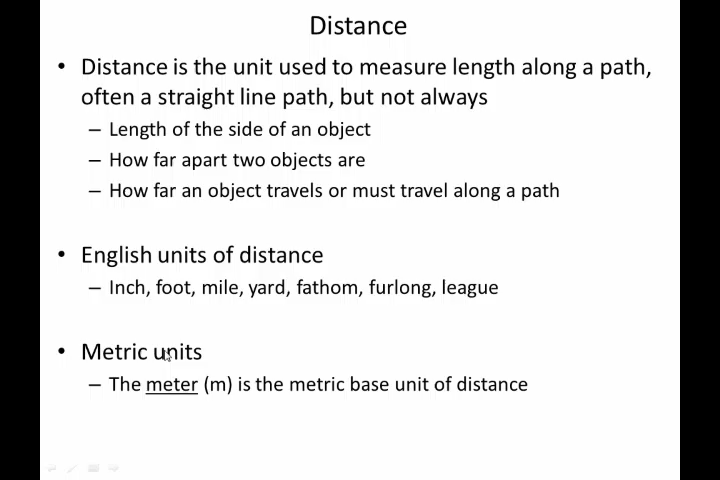 Distance
• Distance is the unit used to measure length along a path,
often a straight line path, but not always
– Length of the side of an object
– How far apart two objects are
– How far an object travels or must travel along a path
• English units of distance
– Inch, foot, mile, yard, fathom, furlong, league
• Metric units
– The meter (m) is the metric base unit of distance